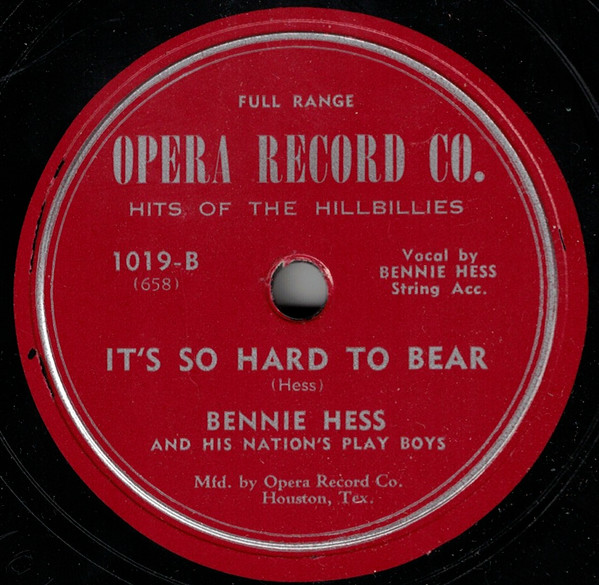 FULL RANGE
OPERA RECORD CO.
HITS OF THE HILLBILLIES
1019-B
(658)
Vocal by
BENNIE HESS
String Acc.
IT'S SO HARD TO BEAR
(Hess)
BENNIE HESS
AND HIS NATION'S PLAY BOYS
Mfd. by Opera Record Co.
Houston, Tex.